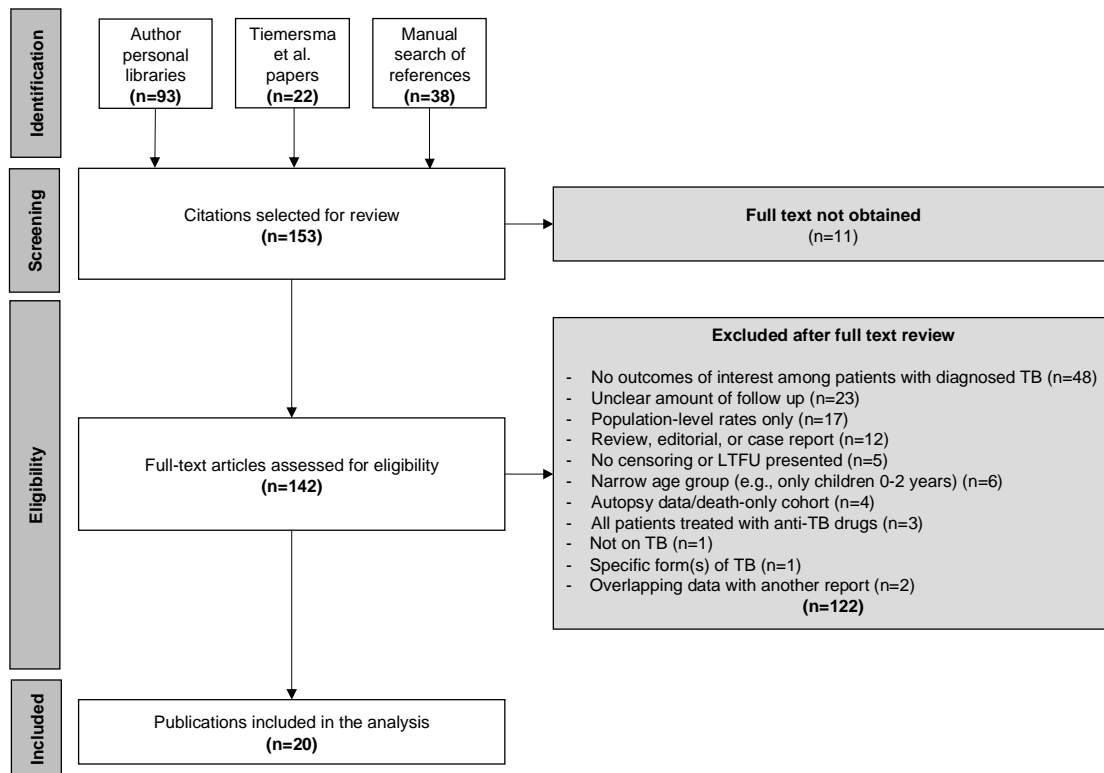 Identification
Author
personal
libraries
(n=93)
Tiemersma
et al.
papers
(n=22)
Manual
search of
references
(n=38)
Screening
Citations selected for review
(n=153)
Full text not obtained
(n=11)
Eligibility
Full-text articles assessed for eligibility
(n=142)
Excluded after full text review
- No outcomes of interest among patients with diagnosed TB (n=48)
- Unclear amount of follow up (n=23)
- Population-level rates only (n=17)
- Review, editorial, or case report (n=12)
- No censoring or LTFU presented (n=5)
- Narrow age group (e.g., only children 0-2 years) (n=6)
- Autopsy data/death-only cohort (n=4)
- All patients treated with anti-TB drugs (n=3)
- Not on TB (n=1)
- Specific form(s) of TB (n=1)
- Overlapping data with another report (n=2)
(n=122)
Included
Publications included in the analysis
(n=20)